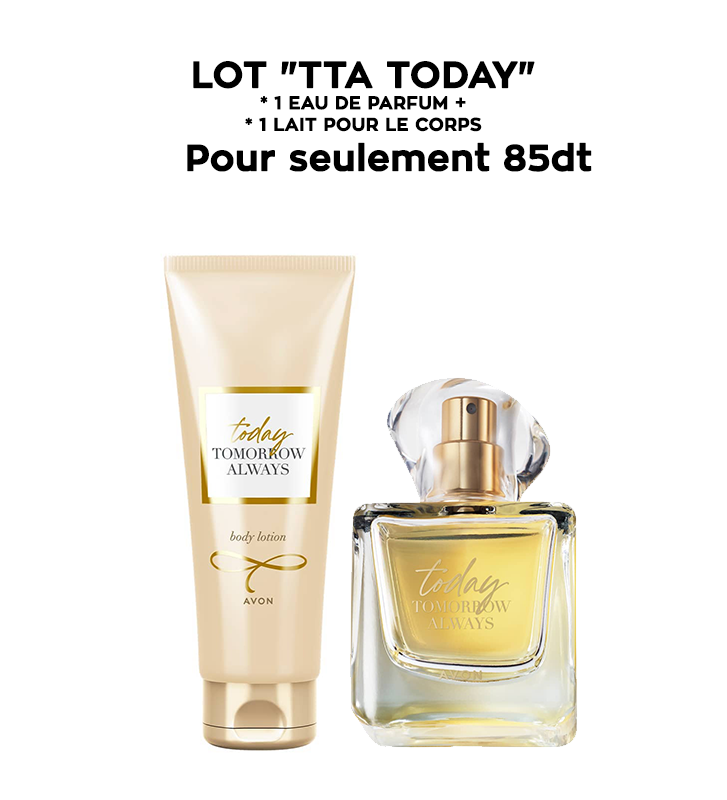 LOT "TTA TODAY"
* 1 EAU DE PARFUM +
* 1 LAIT POUR LE CORPS
Pour seulement 85dt
today
TOMORROW
ALWAYS
body lotion
AVON
today
TOMORROW
ALWAYS
AVON